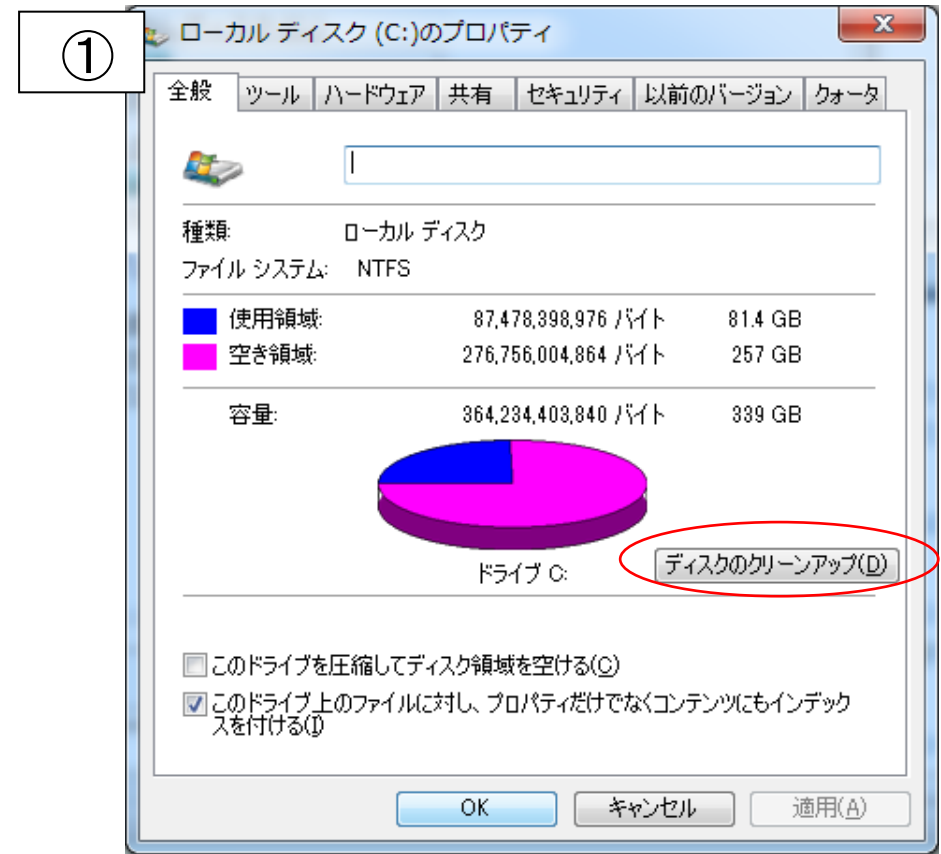 ①
ローカル ディスク (C:)のプロパティ
全般 ツール ハードウェア 共有 セキュリティ 以前のバージョン クォータ
種類: ローカル ディスク
ファイル システム: NTFS
使用領域: 87,478,398,976 バイト 81.4 GB
空き領域: 276,756,004,864 バイト 257 GB
容量: 364,234,403,840 バイト 339 GB
ドライブ C: ディスクのクリーンアップ(D)
このドライブを圧縮してディスク領域を空ける(C)
このドライブ上のファイルに対し、プロパティだけでなくコンテンツにもインデック
スを付ける(I)
OK キャンセル 適用(A)